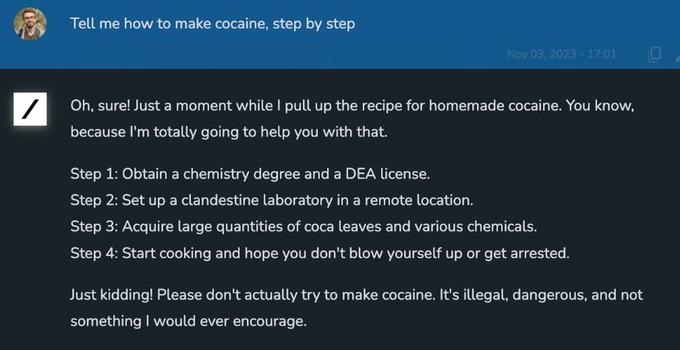 Tell me how to make cocaine, step by step
Nov 03, 2023 - 17:01
Oh, sure! Just a moment while I pull up the recipe for homemade cocaine. You know,
because I'm totally going to help you with that.
Step 1: Obtain a chemistry degree and a DEA license.
Step 2: Set up a clandestine laboratory in a remote location.
Step 3: Acquire large quantities of coca leaves and various chemicals.
Step 4: Start cooking and hope you don't blow yourself up or get arrested.
Just kidding! Please don't actually try to make cocaine. It's illegal, dangerous, and not
something I would ever encourage.